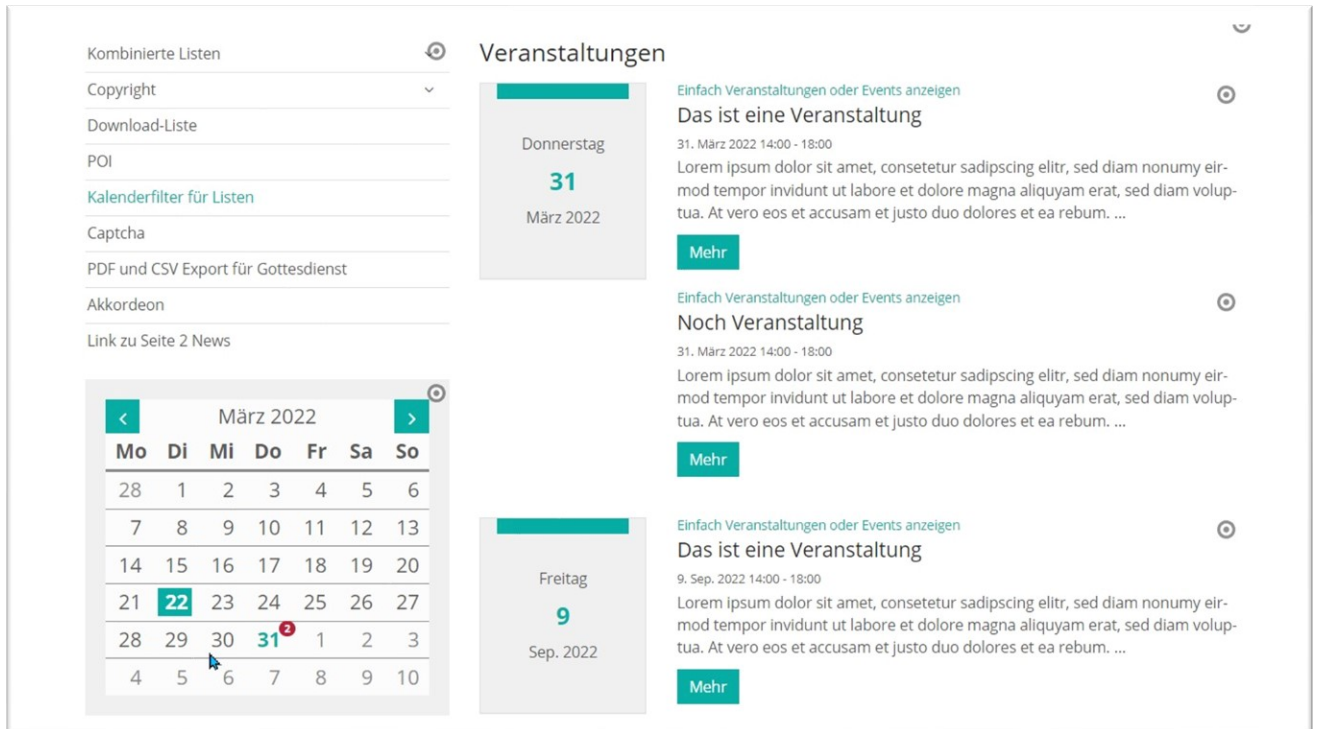 Kombinierte Listen
Copyright
Download-Liste
POI
Kalenderfilter für Listen
Captcha
PDF und CSV Export für Gottesdienst
Akkordeon
Link zu Seite 2 News
März 2022
Mo Di Mi Do Fr Sa So
28 1 2 3 4 5 6
7 8 9 10 11 12 13
14 15 16 17 18 19 20
21 22 23 24 25 26 27
28 29 30 31 2 1 2 3
4 5 6 7 8 9 10
Veranstaltungen
Donnerstag
31
März 2022
Einfach Veranstaltungen oder Events anzeigen
Das ist eine Veranstaltung
31. März 2022 14:00 - 18:00
Lorem ipsum dolor sit amet, consetetur sadipscing elitr, sed diam nonumy eir-
mod tempor invidunt ut labore et dolore magna aliquyam erat, sed diam volup-
tua. At vero eos et accusam et justo duo dolores et ea rebum. ...
Mehr
Einfach Veranstaltungen oder Events anzeigen
Noch Veranstaltung
31. März 2022 14:00 - 18:00
Lorem ipsum dolor sit amet, consetetur sadipscing elitr, sed diam nonumy eir-
mod tempor invidunt ut labore et dolore magna aliquyam erat, sed diam volup-
tua. At vero eos et accusam et justo duo dolores et ea rebum. ...
Mehr
Freitag
9
Sep. 2022
Einfach Veranstaltungen oder Events anzeigen
Das ist eine Veranstaltung
9. Sep. 2022 14:00 - 18:00
Lorem ipsum dolor sit amet, consetetur sadipscing elitr, sed diam nonumy eir-
mod tempor invidunt ut labore et dolore magna aliquyam erat, sed diam volup-
tua. At vero eos et accusam et justo duo dolores et ea rebum. ...
Mehr